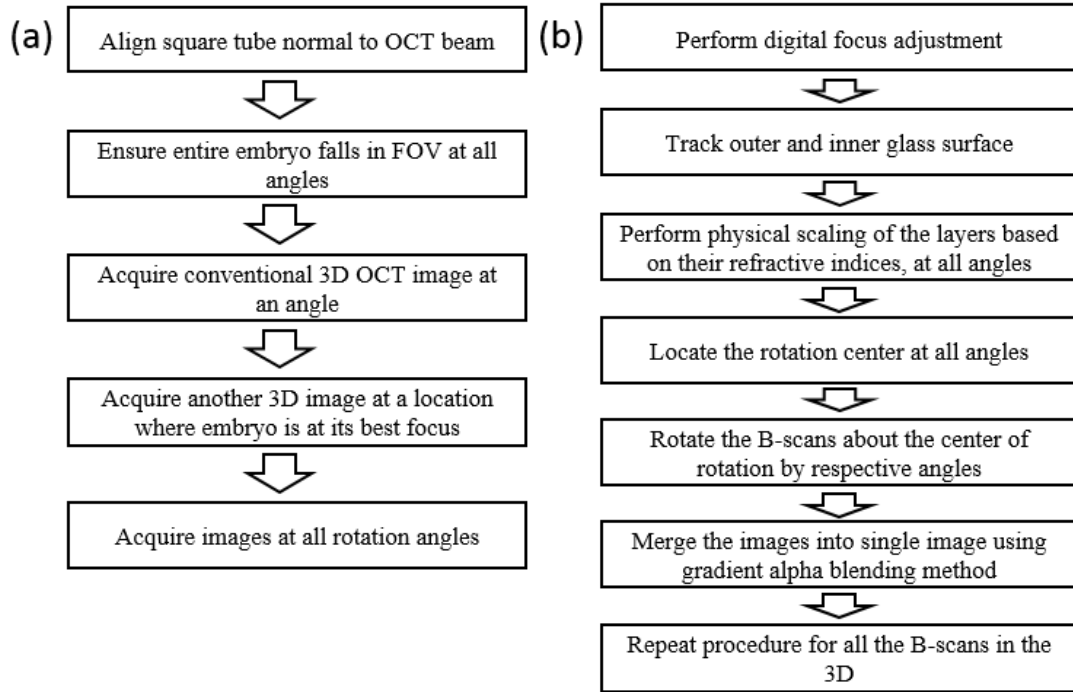 (a)
Align square tube normal to OCT beam
Ensure entire embryo falls in FOV at all
angles
Acquire conventional 3D OCT image at
an angle
Acquire another 3D image at a location
where embryo is at its best focus
Acquire images at all rotation angles
(b)
Perform digital focus adjustment
Track outer and inner glass surface
Perform physical scaling of the layers based
on their refractive indices, at all angles
Locate the rotation center at all angles
Rotate the B-scans about the center of
rotation by respective angles
Merge the images into single image using
gradient alpha blending method
Repeat procedure for all the B-scans in the
3D